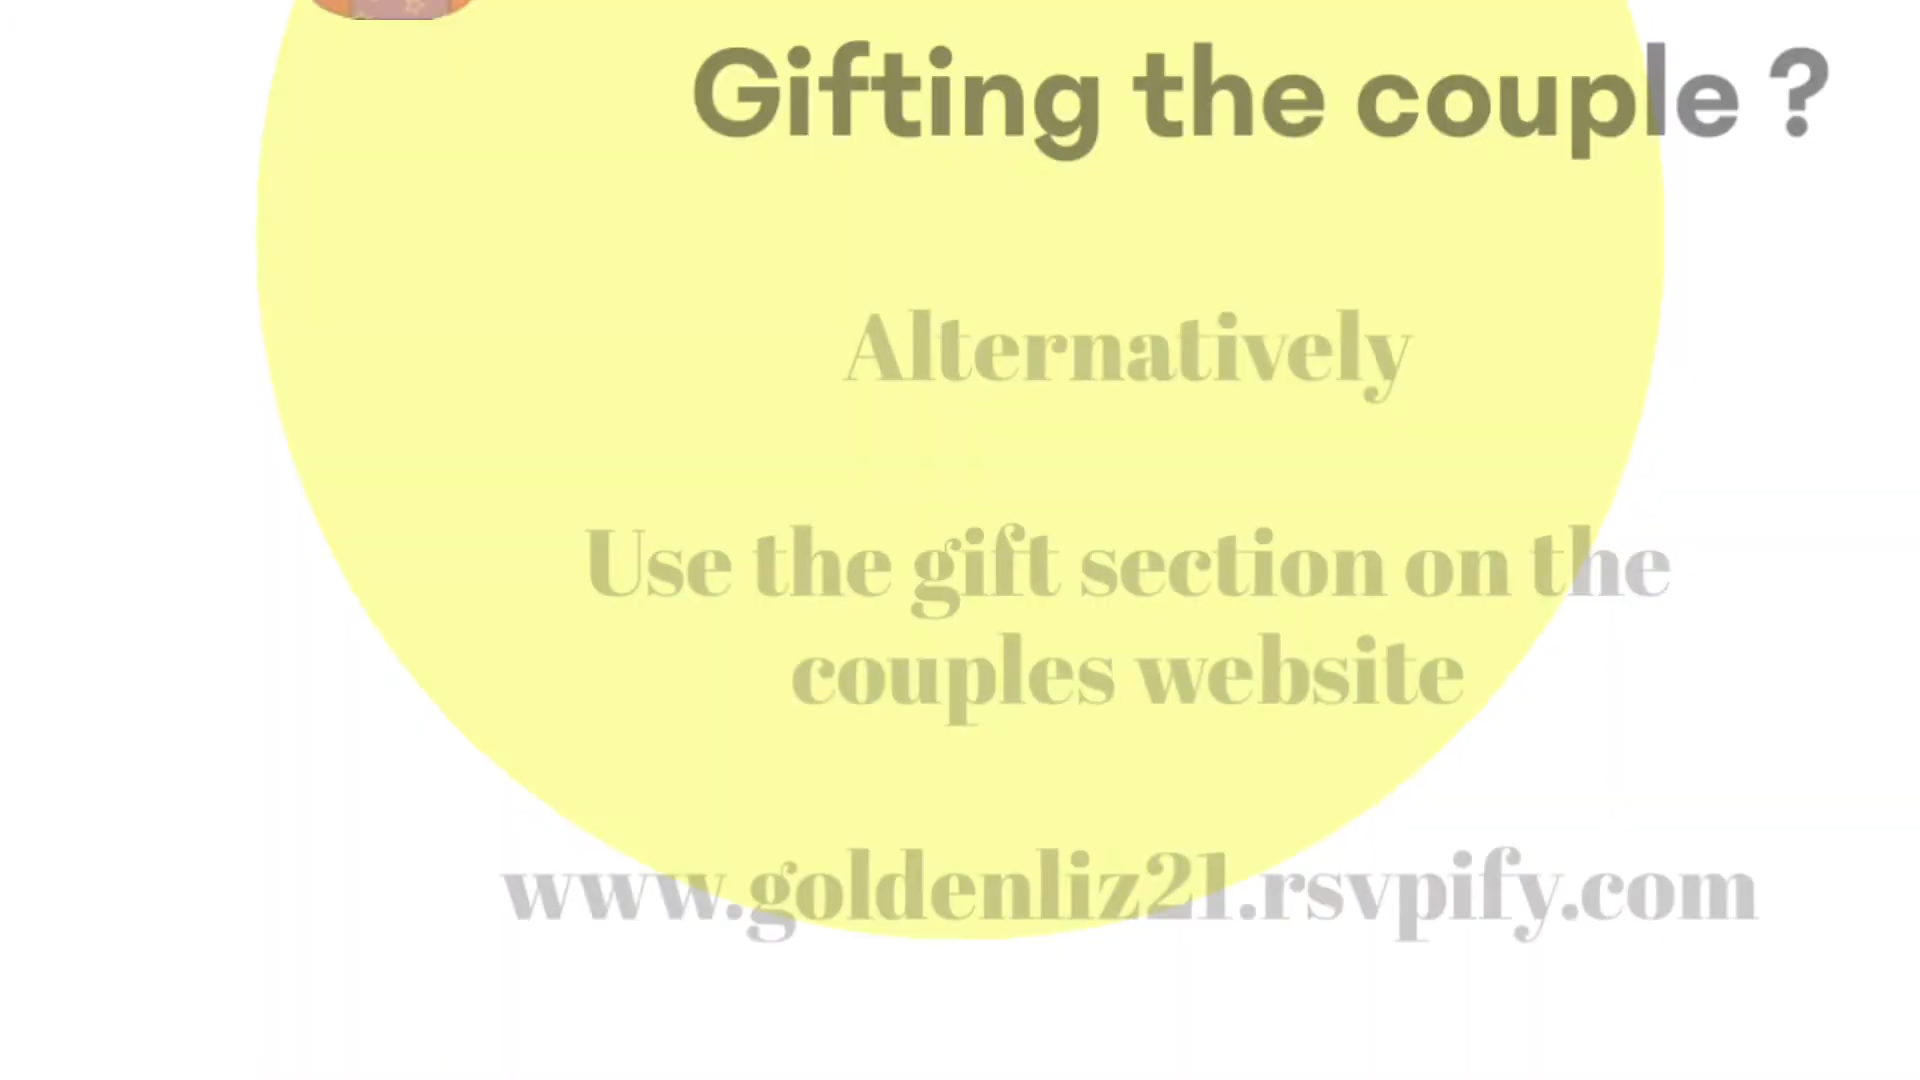 Gifting the couple ?
Alternatively
Use the gift section on the
couples website
www.goldenliz21.rsvpify.com